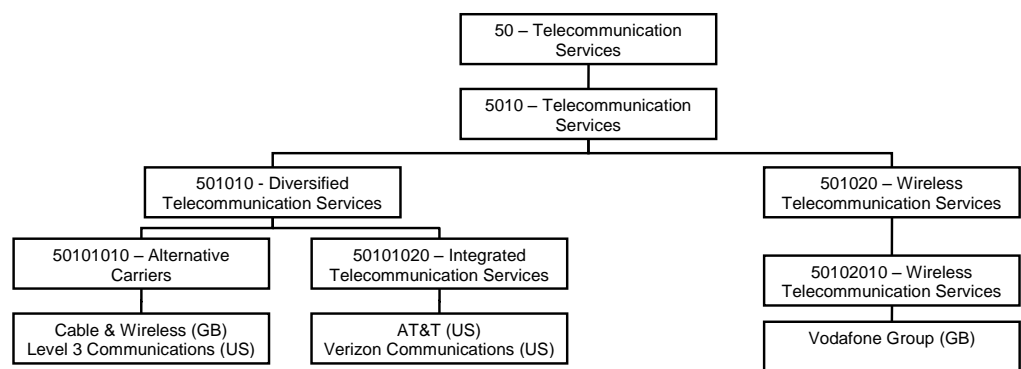 50 – Telecommunication
Services
5010 – Telecommunication
Services
501010 - Diversified
Telecommunication Services
501020 – Wireless
Telecommunication Services
50101010 – Alternative
Carriers
50101020 – Integrated
Telecommunication Services
50102010 – Wireless
Telecommunication Services
Cable & Wireless (GB)
Level 3 Communications (US)
AT&T (US)
Verizon Communications (US)
Vodafone Group (GB)